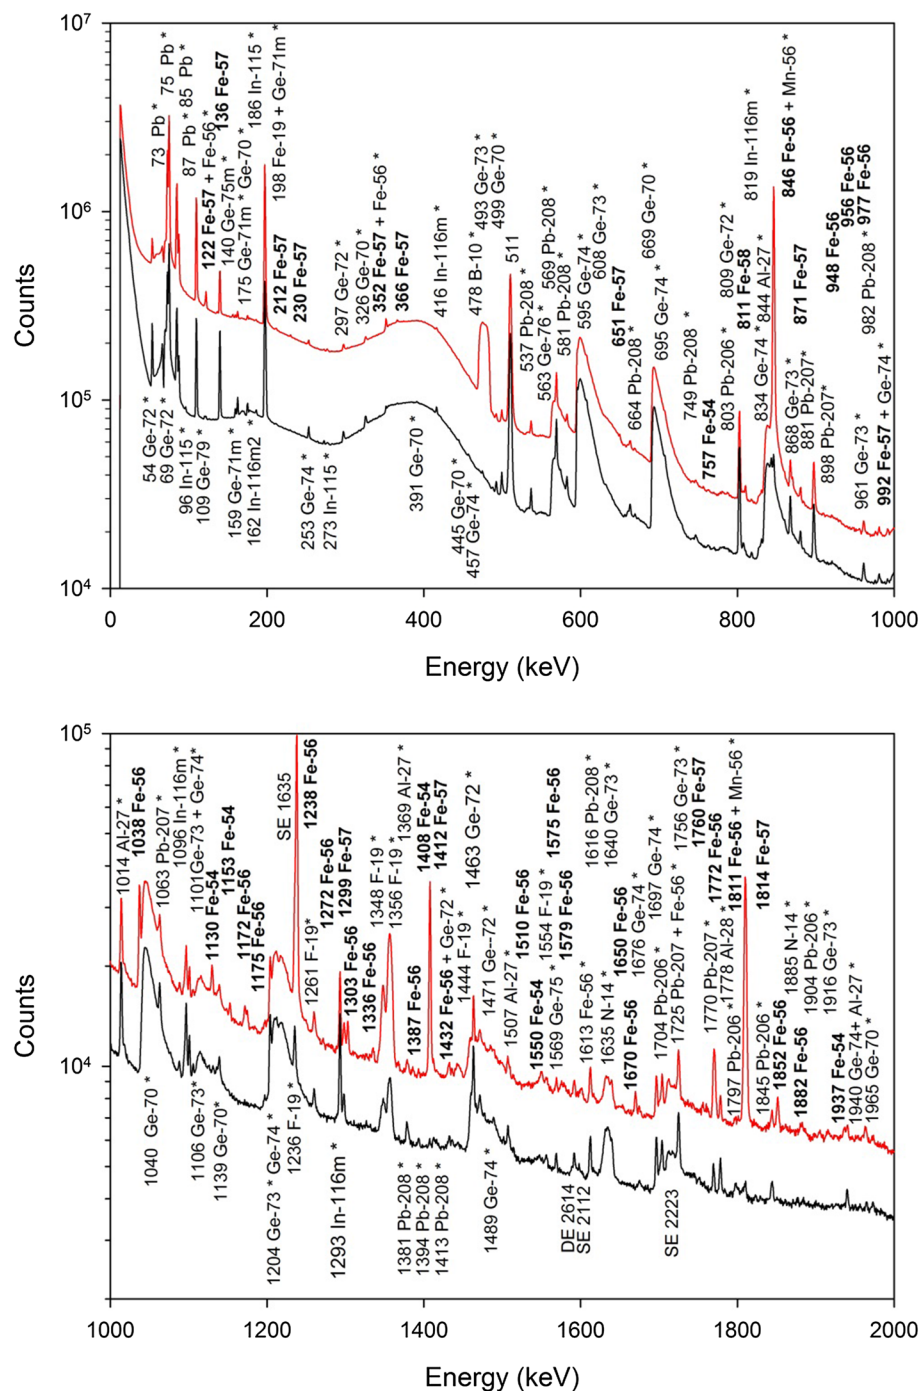 10⁷
10⁶
10⁵
10⁴
Counts
73 Pb *
75 Pb *
87 Pb *
85 Pb *
122 Fe-57 + Fe-56 *
136 Fe-57
140 Ge-75m *
175 Ge-71m * Ge-70 *
186 In-115 *
198 Fe-19 + Ge-71m *
212 Fe-57
230 Fe-57
297 Ge-72 *
326 Ge-70 *
352 Fe-57 + Fe-56 *
366 Fe-57
416 In-116m *
478 B-10 *
493 Ge-73 *
499 Ge-70 *
511
537 Pb-208 *
563 Ge-76 *
569 Pb-208 *
581 Pb-208 *
595 Ge-74 *
608 Ge-73 *
651 Fe-57
664 Pb-208 *
669 Ge-70 *
695 Ge-74 *
749 Pb-208 *
757 Fe-54
803 Pb-206 *
809 Ge-72 *
811 Fe-58
819 In-116m *
834 Ge-74 *
844 Al-27 *
846 Fe-56 + Mn-56 *
868 Ge-73 *
871 Fe-57
881 Pb-207*
898 Pb-207*
948 Fe-56
956 Fe-56
977 Fe-56
982 Pb-208 *
961 Ge-73 *
992 Fe-57 + Ge-74 *
54 Ge-72 *
69 Ge-72 *
96 In-115 *
109 Ge-79 *
159 Ge-71m *
162 In-116m2 *
253 Ge-74 *
273 In-115 *
391 Ge-70 *
445 Ge-70 *
457 Ge-74 *
0 200 400 600 800 1000
Energy (keV)
10⁵
10⁴
Counts
1014 Al-27 *
1038 Fe-56
1063 Pb-207 *
1096 In-116m *
1101Ge-73 + Ge-74 *
1130 Fe-54
1153 Fe-54
1172 Fe-56
1175 Fe-56
SE 1635
1238 Fe-56
1261 F-19*
1272 Fe-56
1299 Fe-57
1303 Fe-56
1336 Fe-56
1348 F-19 *
1356 F-19 *
1369 Al-27 *
1387 Fe-56
1408 Fe-54
1412 Fe-57
1432 Fe-56 + Ge-72 *
1444 F-19 *
1463 Ge-72 *
1471 Ge--72 *
1507 Al-27 *
1510 Fe-56
1550 Fe-54
1554 F-19 *
1569 Ge-75 *
1575 Fe-56
1579 Fe-56
1613 Fe-56 *
1616 Pb-208 *
1635 N-14 *
1640 Ge-73 *
1650 Fe-56
1670 Fe-56
1676 Ge-74 *
1697 Ge-74 *
1704 Pb-206 *
1725 Pb-207 + Fe-56 *
1756 Ge-73 *
1760 Fe-57
1770 Pb-207 *
1772 Fe-56
1778 Al-28 *
1797 Pb-206 *
1811 Fe-56 + Mn-56 *
1814 Fe-57
1845 Pb-206 *
1852 Fe-56
1882 Fe-56
1885 N-14 *
1904 Pb-206 *
1916 Ge-73 *
1937 Fe-54
1940 Ge-74+ Al-27 *
1965 Ge-70 *
1040 Ge-70 *
1106 Ge-73 *
1139 Ge-70 *
1204 Ge-73 * Ge-74 *
1236 F-19 *
1293 In-116m *
1381 Pb-208 *
1394 Pb-208 *
1413 Pb-208 *
1489 Ge-74 *
DE 2614
SE 2112
SE 2223
1000 1200 1400 1600 1800 2000
Energy (keV)